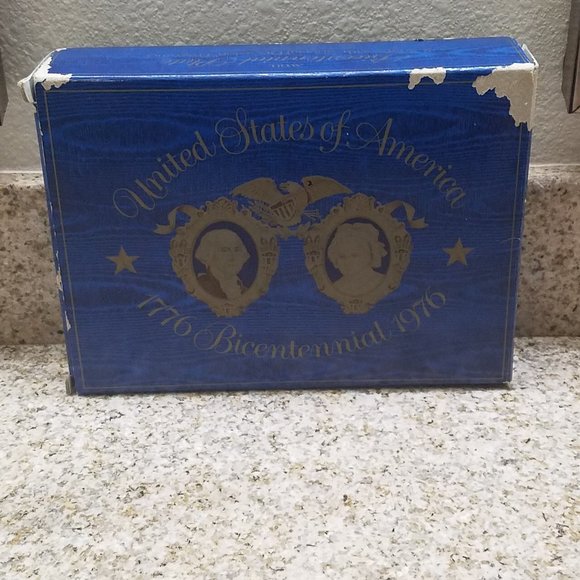 United States of America
1776 Bicentennial 1976